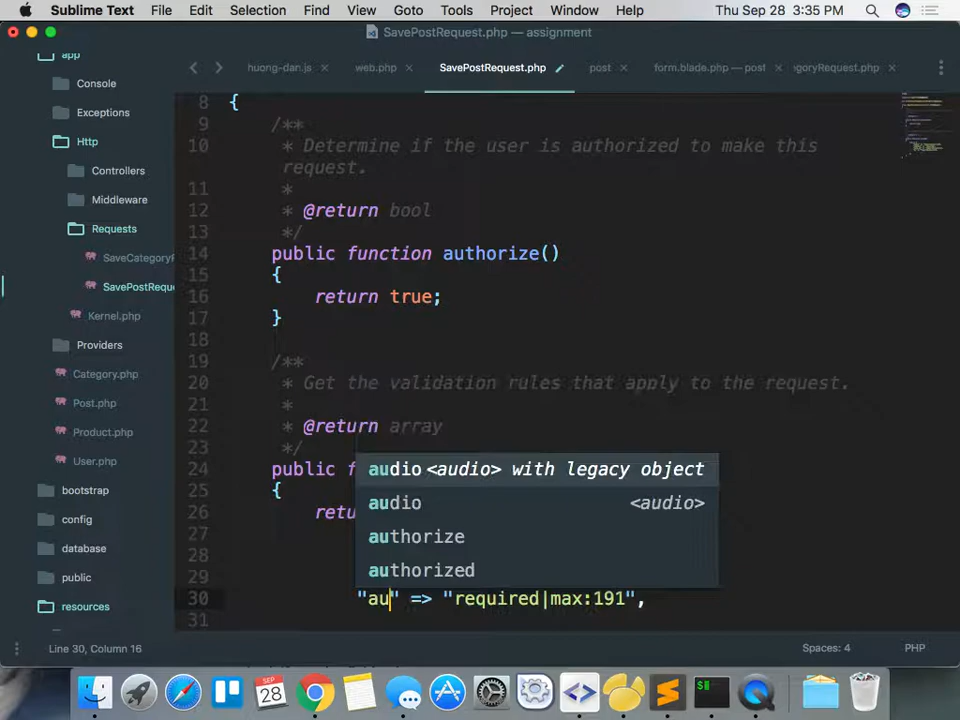 Sublime Text File Edit Selection Find View Goto Tools Project Window Help Thu Sep 28 3:35 PM
SavePostRequest.php — assignment
app
huong-dan.js
web.php
SavePostRequest.php
post
form.blade.php — post
goryRequest.php
Console
Exceptions
Http
Controllers
Middleware
Requests
SaveCategory
SavePostRequ
Kernel.php
Providers
Category.php
Post.php
Product.php
User.php
bootstrap
config
database
public
resources
8 {
9 /**
10 * Determine if the user is authorized to make this
request.
11 *
12 * @return bool
13 */
14 public function authorize()
15 {
16 return true;
17 }
18
19 /**
20 * Get the validation rules that apply to the request.
21 *
22 * @return array
23 */
24 public f
25 {
26 retu
27
28
29
30 "au" => "required|max:191",
31
audio <audio> with legacy object
audio <audio>
authorize
authorized
Line 30, Column 16
Spaces: 4
PHP
SEP
28